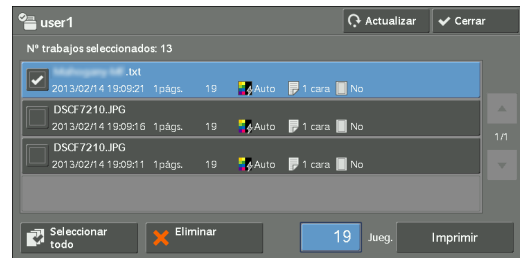 user1
Actualizar
Cerrar
Nº trabajos seleccionados: 13
.txt
2013/02/14 19:09:21 1págs. 19 Auto 1 cara No
DSCF7210.JPG
2013/02/14 19:09:16 1págs. 19 Auto 1 cara No
DSCF7210.JPG
2013/02/14 19:09:11 1págs. 19 Auto 1 cara No
1/1
Seleccionar
todo
Eliminar
19 Jueg.
Imprimir